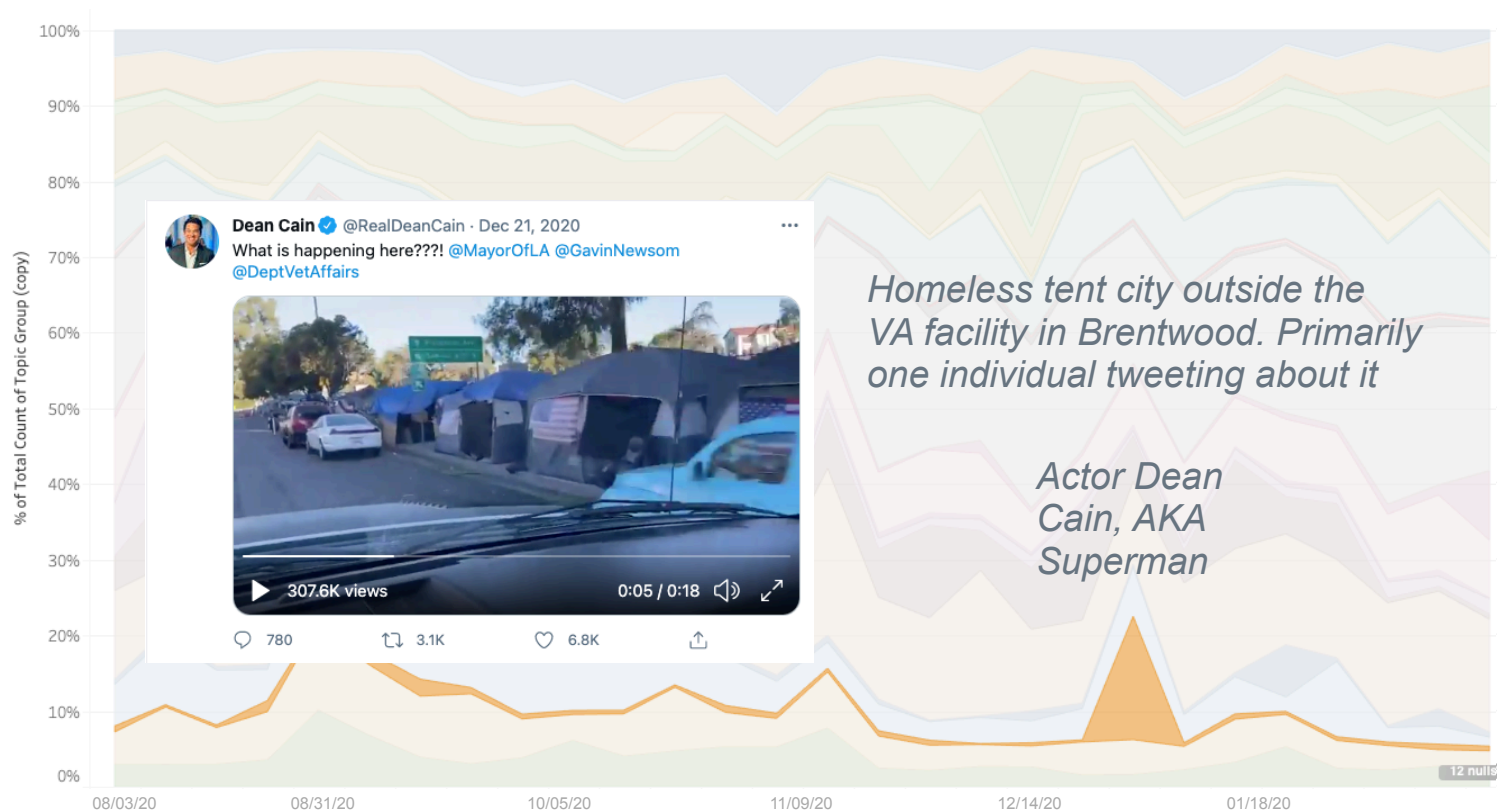 100%
90%
80%
70%
60%
50%
40%
30%
20%
10%
0%
% of Total Count of Topic Group (copy)
Dean Cain @RealDeanCain · Dec 21, 2020
What is happening here???! @MayorOfLA @GavinNewsom
@DeptVetAffairs
307.6K views
0:05 / 0:18
780
3.1K
6.8K
Homeless tent city outside the
VA facility in Brentwood. Primarily
one individual tweeting about it
Actor Dean
Cain, AKA
Superman
12 nulls
08/03/20
08/31/20
10/05/20
11/09/20
12/14/20
01/18/20